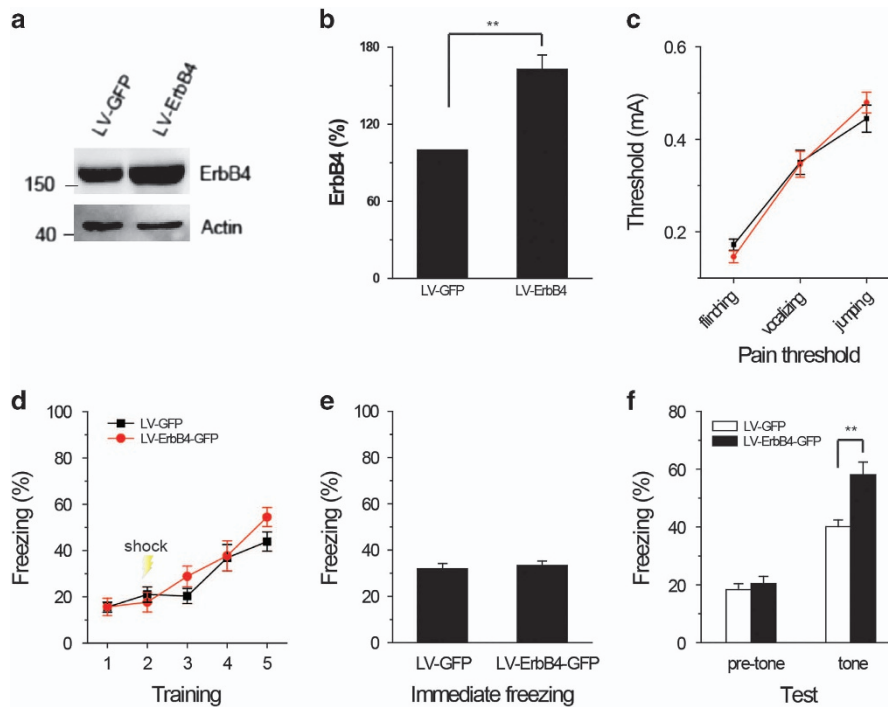 a
LV-GFP
LV-ErbB4
150
ErbB4
40
Actin
b
**
ErbB4 (%)
180
120
60
0
LV-GFP
LV-ErbB4
c
Threshold (mA)
0.6
0.4
0.2
flinching
vocalizing
jumping
Pain threshold
d
Freezing (%)
100
80
60
40
20
0
LV-GFP
LV-ErbB4-GFP
shock
1 2 3 4 5
Training
e
Freezing (%)
100
80
60
40
20
0
LV-GFP
LV-ErbB4-GFP
Immediate freezing
f
Freezing (%)
80
60
40
20
0
LV-GFP
LV-ErbB4-GFP
**
pre-tone
tone
Test